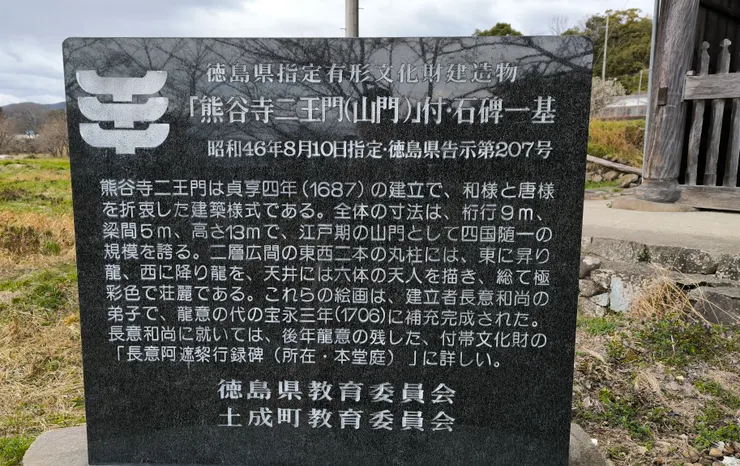 徳島県指定有形文化財建造物
「熊谷寺二王門(山門)」付・石碑一基
昭和46年8月10日指定・徳島県告示第207号
熊谷寺二王門は貞享四年(1687)の建立で、和様と唐様
を折衷した建築様式である。全体の寸法は、桁行9m、
梁間5m、高さ13mで、江戸期の山門として四国随一の
規模を誇る。二層広間の東西二本の丸柱には、東に昇り
龍、西に降り龍を、天井には六体の天人を描き、総て極
彩色で荘麗である。これらの絵画は、建立者長意和尚の
弟子で、龍意の代の宝永三年(1706)に補充完成された。
長意和尚に就いては、後年龍意の残した、付帯文化財の
「長意阿遮黎行録碑(所在・本堂庭)」に詳しい。
徳島県教育委員会
土成町教育委員会